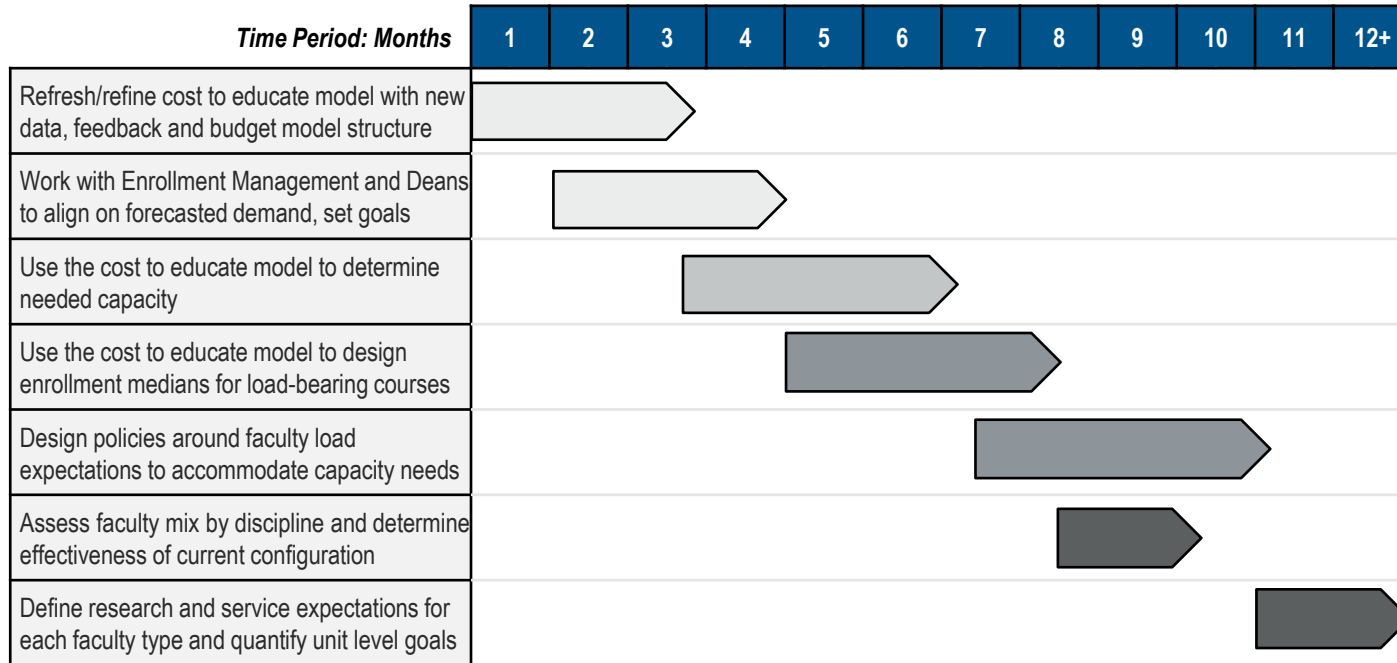 Time Period: Months 1 2 3 4 5 6 7 8 9 10 11 12+
Refresh/refine cost to educate model with new
data, feedback and budget model structure
Work with Enrollment Management and Deans
to align on forecasted demand, set goals
Use the cost to educate model to determine
needed capacity
Use the cost to educate model to design
enrollment medians for load-bearing courses
Design policies around faculty load
expectations to accommodate capacity needs
Assess faculty mix by discipline and determine
effectiveness of current configuration
Define research and service expectations for
each faculty type and quantify unit level goals